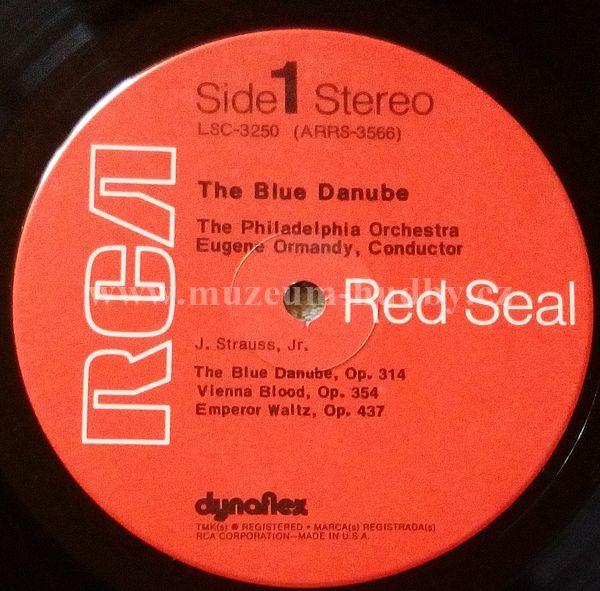 Side 1 Stereo
LSC-3250 (ARRS-3566)
RCA
The Blue Danube
The Philadelphia Orchestra
Eugene Ormandy, Conductor
www.muzeum-hudby.cz
Red Seal
J. Strauss, Jr.
The Blue Danube, Op. 314
Vienna Blood, Op. 354
Emperor Waltz, Op. 437
dynaflex
TMK(s) ® REGISTERED • MARCA(s) REGISTRADA(s)
RCA CORPORATION—MADE IN U.S.A.